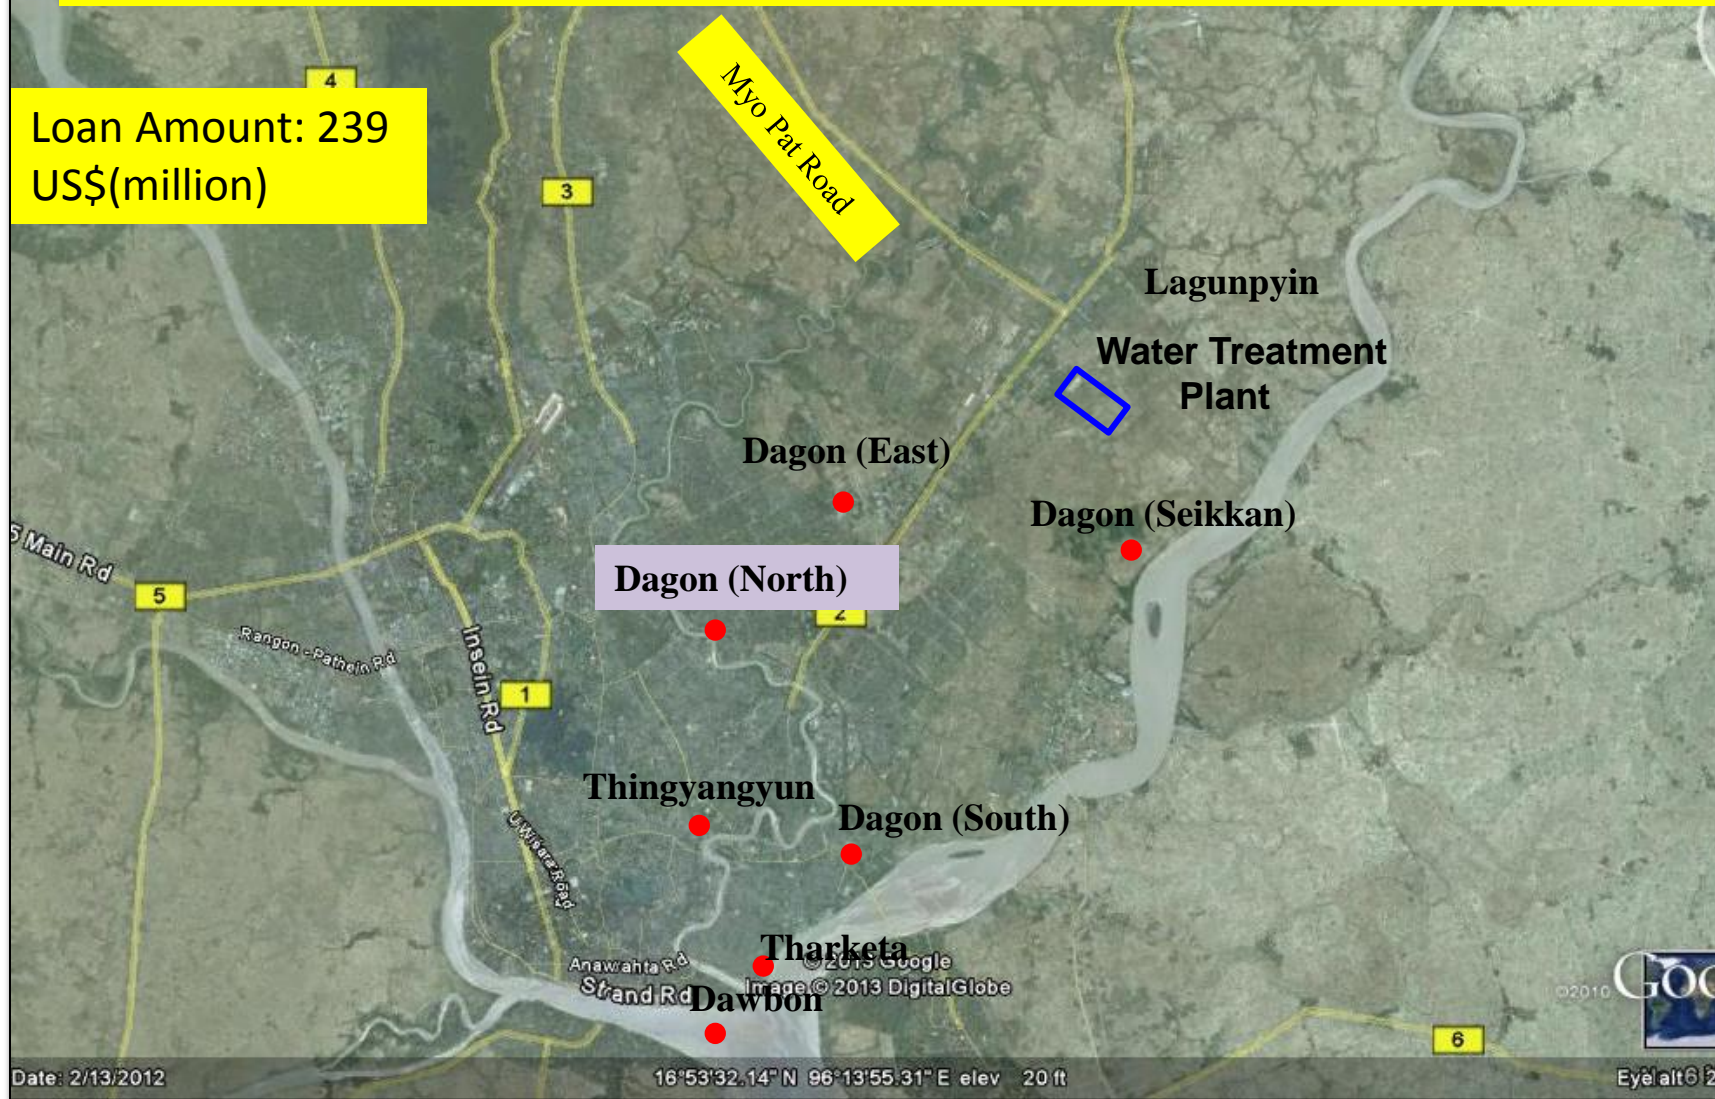 4
Loan Amount: 239
US$(million)
Myo Pat Road
3
Lagunpyin
Water Treatment
Plant
Dagon (East)
Dagon (Seikkan)
5 Main Rd
Dagon (North)
5
2
Rangon - Pathein Rd
Insein Rd
1
Thingyangyun
Dagon (South)
U Wisara Road
Tharketa
© 2013 Google
Anawrahta Rd
Image © 2013 DigitalGlobe
Strand Rd
Dawbon
©2010
6
Date: 2/13/2012
16°53'32.14" N 96°13'55.31" E elev 20 ft
Eye alt